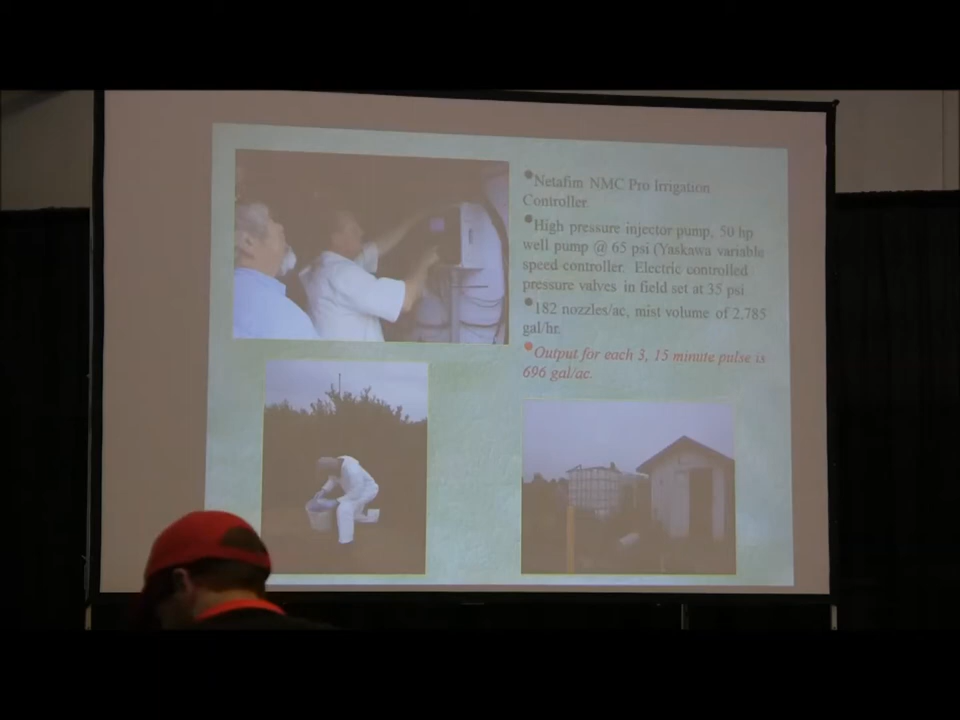 •Netafim NMC Pro Irrigation
Controller.
•High pressure injector pump, 50 hp
well pump @ 65 psi (Yaskawa variable
speed controller. Electric controlled
pressure valves in field set at 35 psi
•182 nozzles/ac, mist volume of 2,785
gal/hr.
•Output for each 3, 15 minute pulse is
696 gal/ac.